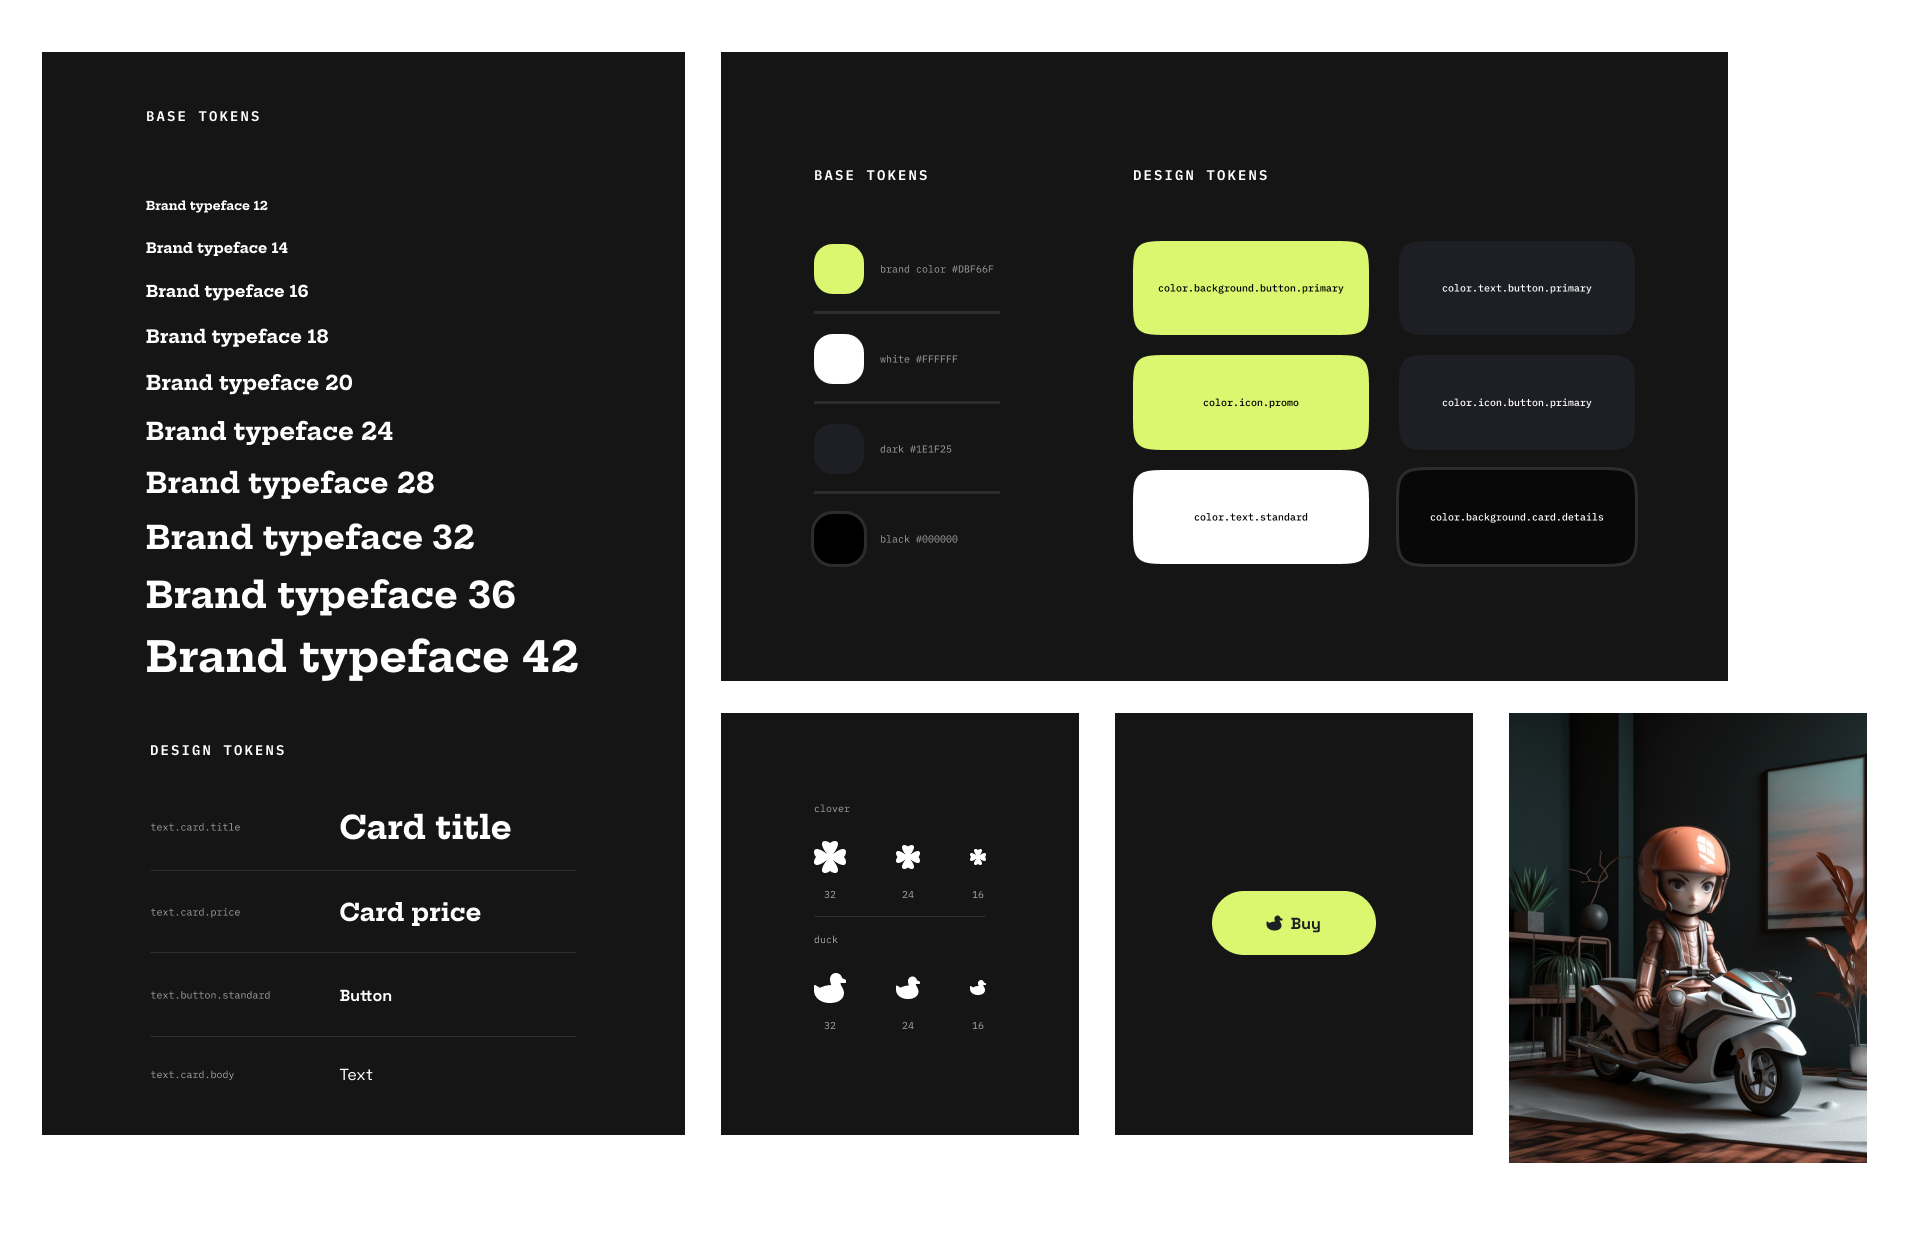 BASE TOKENS
Brand typeface 12
Brand typeface 14
Brand typeface 16
Brand typeface 18
Brand typeface 20
Brand typeface 24
Brand typeface 28
Brand typeface 32
Brand typeface 36
Brand typeface 42
DESIGN TOKENS
text.card.title
Card title
text.card.price
Card price
text.button.standard
Button
text.card.body
Text
BASE TOKENS
brand color #DBF66F
white #FFFFFF
dark #1E1F25
black #000000
DESIGN TOKENS
color.background.button.primary
color.text.button.primary
color.icon.promo
color.icon.button.primary
color.text.standard
color.background.card.details
clover
32 24 16
duck
32 24 16
Buy